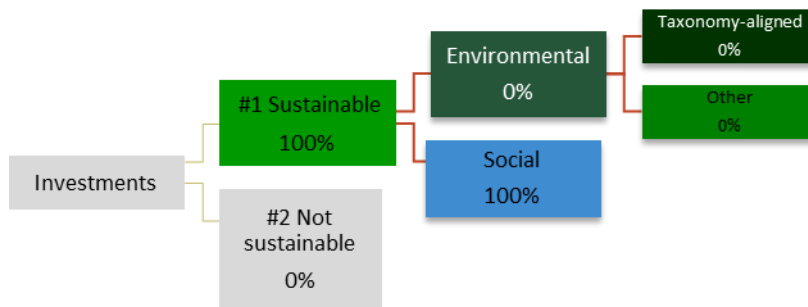 Investments
#1 Sustainable
100%
#2 Not
sustainable
0%
Environmental
0%
Social
100%
Taxonomy-aligned
0%
Other
0%